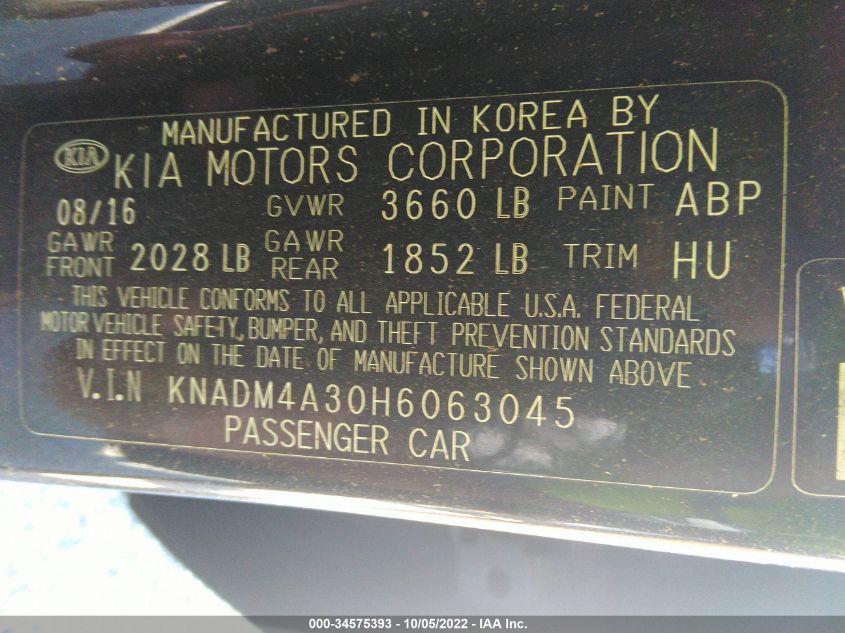 MANUFACTURED IN KOREA BY
KIA KIA MOTORS CORPORATION
08/16 GVWR 3660 LB PAINT ABP
GAWR FRONT 2028 LB GAWR REAR 1852 LB TRIM HU
THIS VEHICLE CONFORMS TO ALL APPLICABLE U.S.A. FEDERAL
MOTOR VEHICLE SAFETY, BUMPER, AND THEFT PREVENTION STANDARDS
IN EFFECT ON THE DATE OF MANUFACTURE SHOWN ABOVE
V.I.N KNADM4A30H6063045
PASSENGER CAR
000-34575393 - 10/05/2022 - IAA Inc.